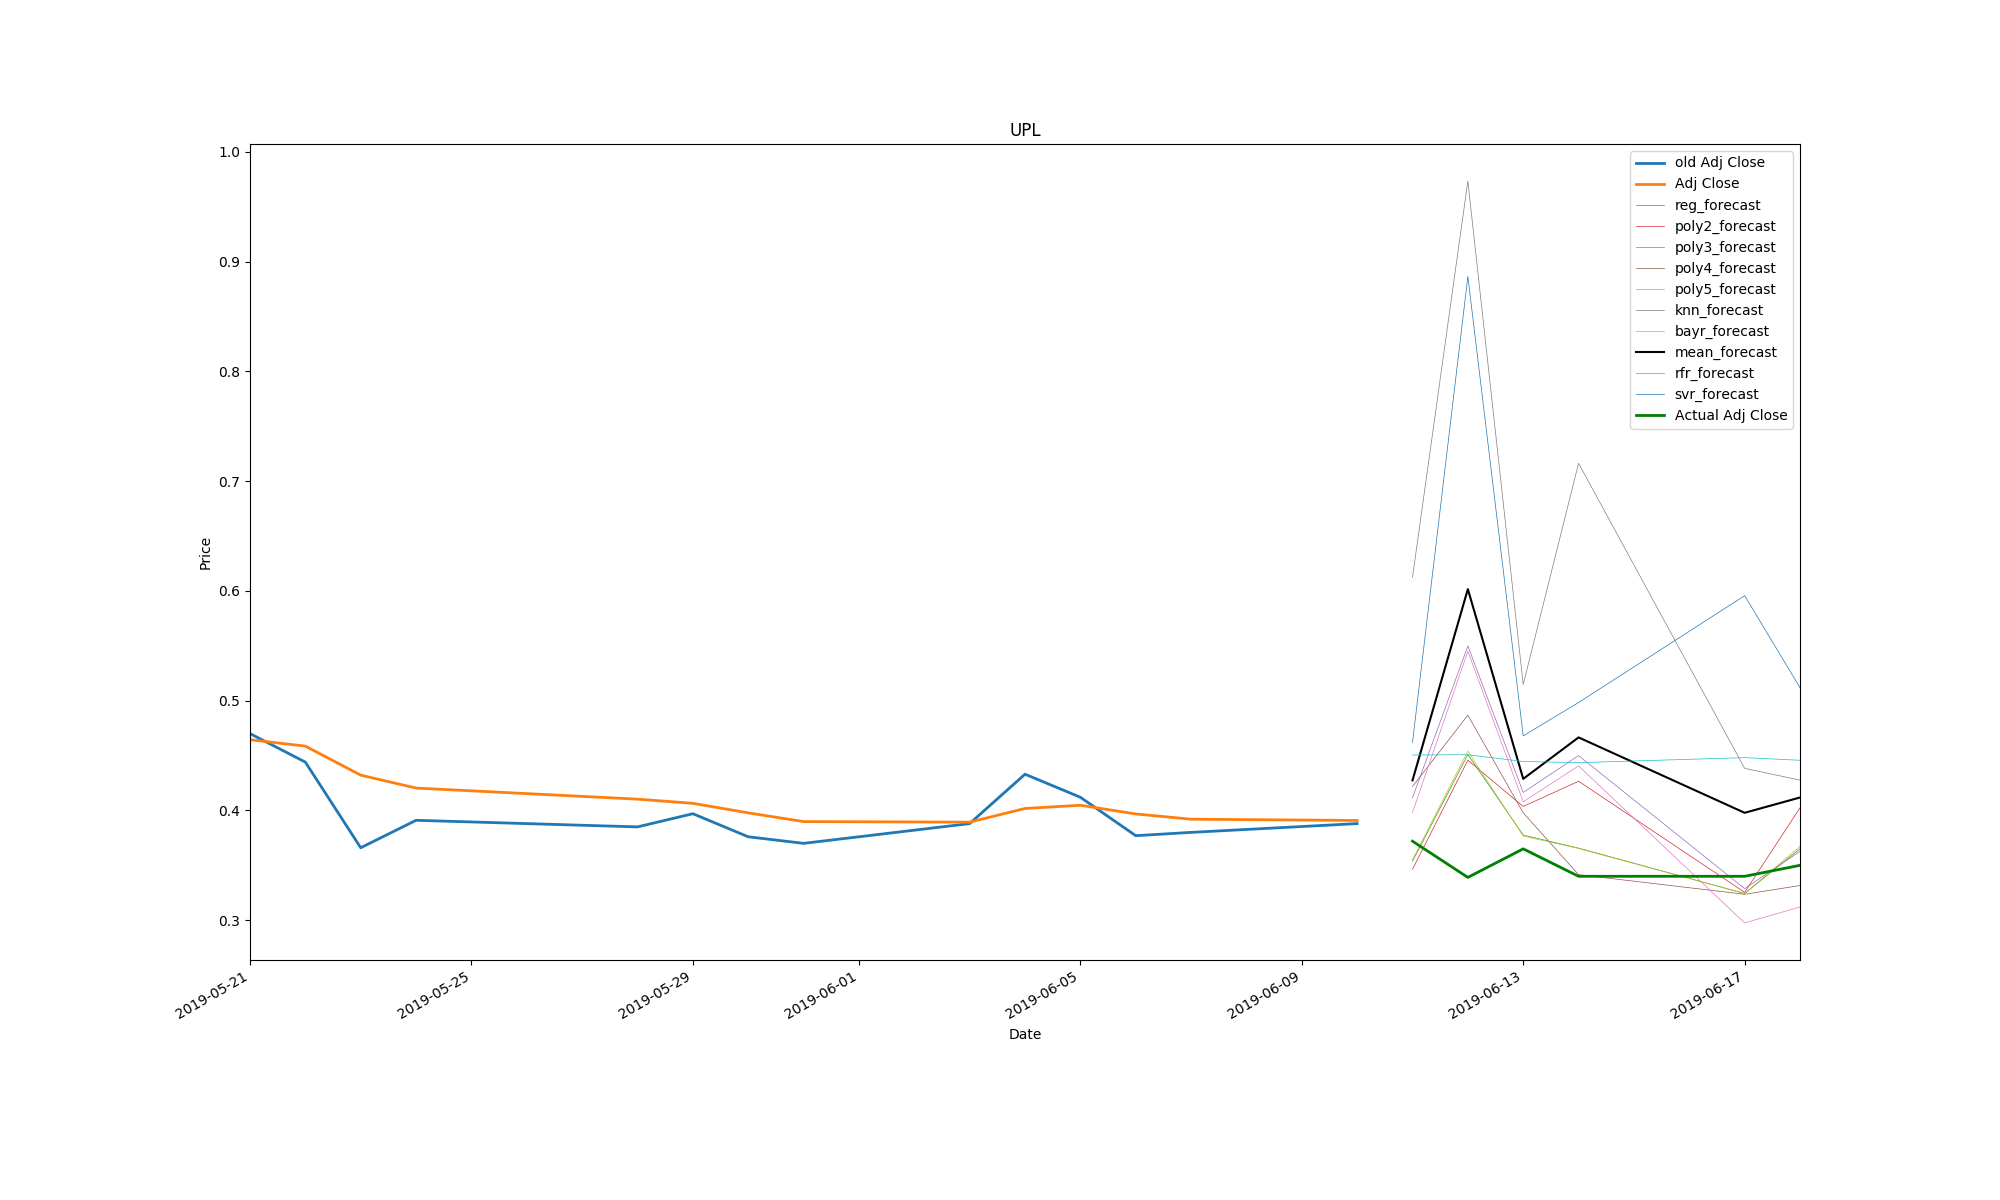 UPL
1.0
0.9
0.8
0.7
0.6
0.5
0.4
0.3
Price
old Adj Close
Adj Close
reg_forecast
poly2_forecast
poly3_forecast
poly4_forecast
poly5_forecast
knn_forecast
bayr_forecast
mean_forecast
rfr_forecast
svr_forecast
Actual Adj Close
2019-05-21
2019-05-25
2019-05-29
2019-06-01
2019-06-05
2019-06-09
2019-06-13
2019-06-17
Date